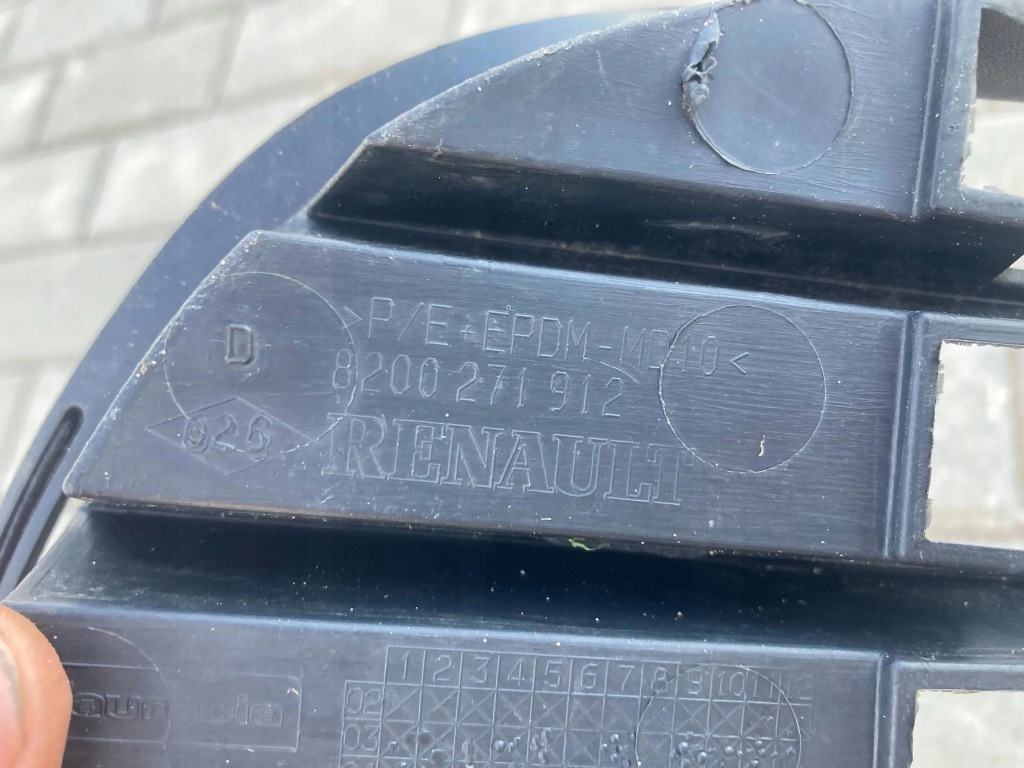 >P/E+EPDM-MD10<
D
8200 271 912
926
RENAULT
1 2 3 4 5 6 7 8 9 10 11 12
02
03